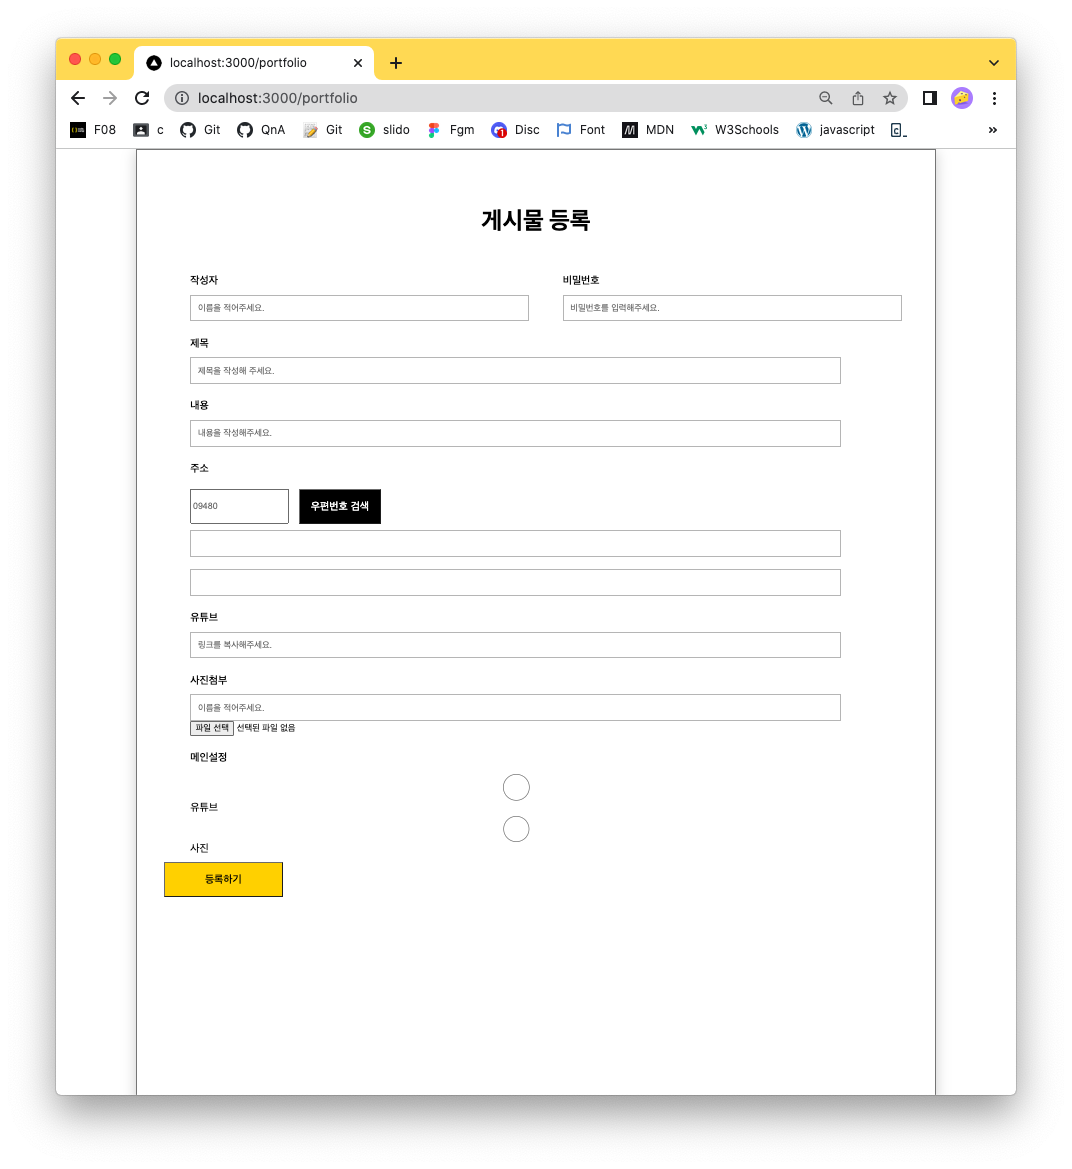 localhost:3000/portfolio
localhost:3000/portfolio
F08 c Git QnA Git slido Fgm Disc Font MDN W3Schools javascript
게시물 등록
작성자 비밀번호
이름을 적어주세요. 비밀번호를 입력해주세요.
제목
제목을 작성해 주세요.
내용
내용을 작성해주세요.
주소
09480 우편번호 검색
유튜브
링크를 복사해주세요.
사진첨부
이름을 적어주세요.
파일 선택 선택된 파일 없음
메인설정
유튜브
사진
등록하기